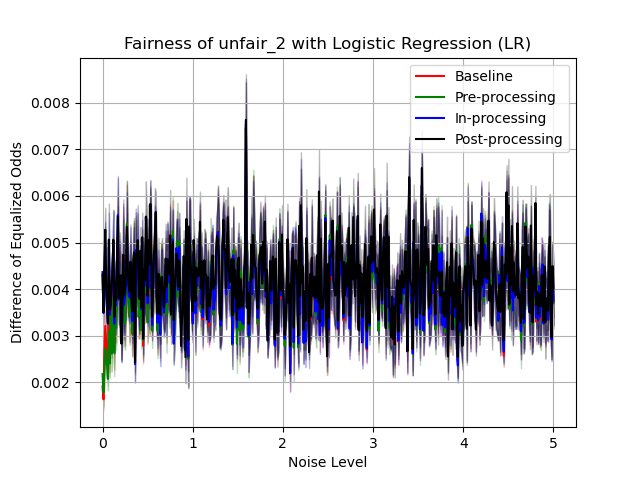 Fairness of unfair_2 with Logistic Regression (LR)
Baseline
Pre-processing
In-processing
Post-processing
Difference of Equalized Odds
0.008
0.007
0.006
0.005
0.004
0.003
0.002
0 1 2 3 4 5
Noise Level